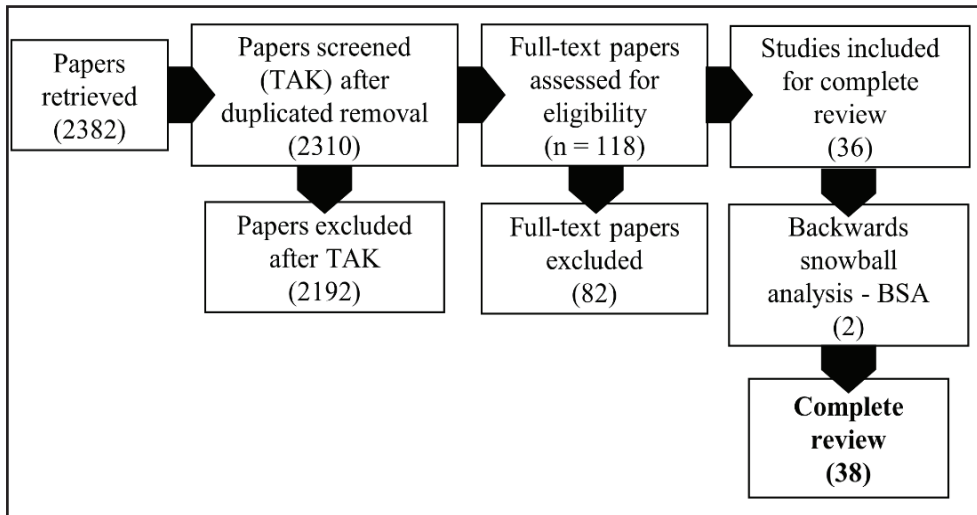 Papers
retrieved
(2382)
Papers screened
(TAK) after
duplicated removal
(2310)
Full-text papers
assessed for
eligibility
(n = 118)
Studies included
for complete
review
(36)
Papers excluded
after TAK
(2192)
Full-text papers
excluded
(82)
Backwards
snowball
analysis - BSA
(2)
Complete
review
(38)